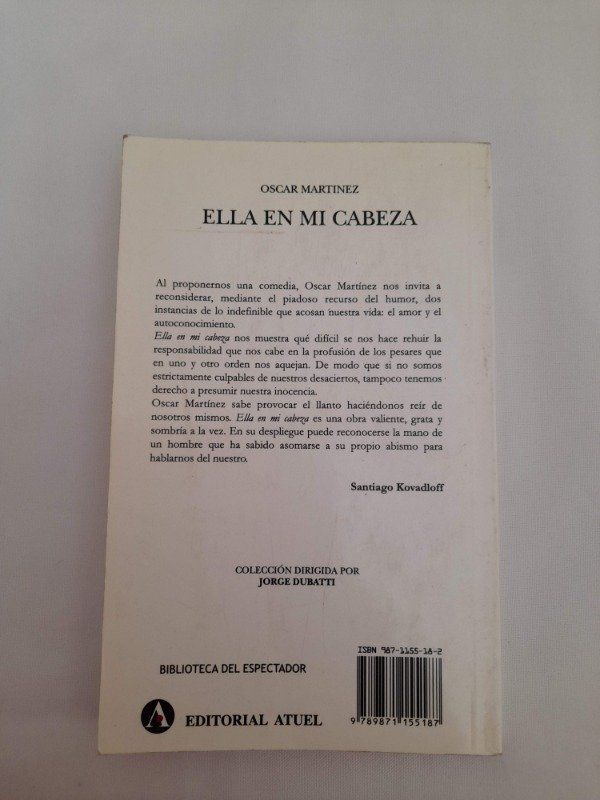 OSCAR MARTINEZ
ELLA EN MI CABEZA
Al proponernos una comedia, Oscar Martínez nos invita a
reconsiderar, mediante el piadoso recurso del humor, dos
instancias de lo indefinible que acosan nuestra vida: el amor y el
autoconocimiento.
Ella en mi cabeza nos muestra qué difícil se nos hace rehuir la
responsabilidad que nos cabe en la profusión de los pesares que
en uno y otro orden nos aquejan. De modo que si no somos
estrictamente culpables de nuestros desaciertos, tampoco tenemos
derecho a presumir nuestra inocencia.
Oscar Martínez sabe provocar el llanto haciéndonos reír de
nosotros mismos. Ella en mi cabeza es una obra valiente, grata y
sombría a la vez. En su despliegue puede reconocerse la mano de
un hombre que ha sabido asomarse a su propio abismo para
hablarnos del nuestro.
Santiago Kovadloff
COLECCIÓN DIRIGIDA POR
JORGE DUBATTI
ISBN 987-1155-18-2
BIBLIOTECA DEL ESPECTADOR
A EDITORIAL ATUEL
9 789871 155187